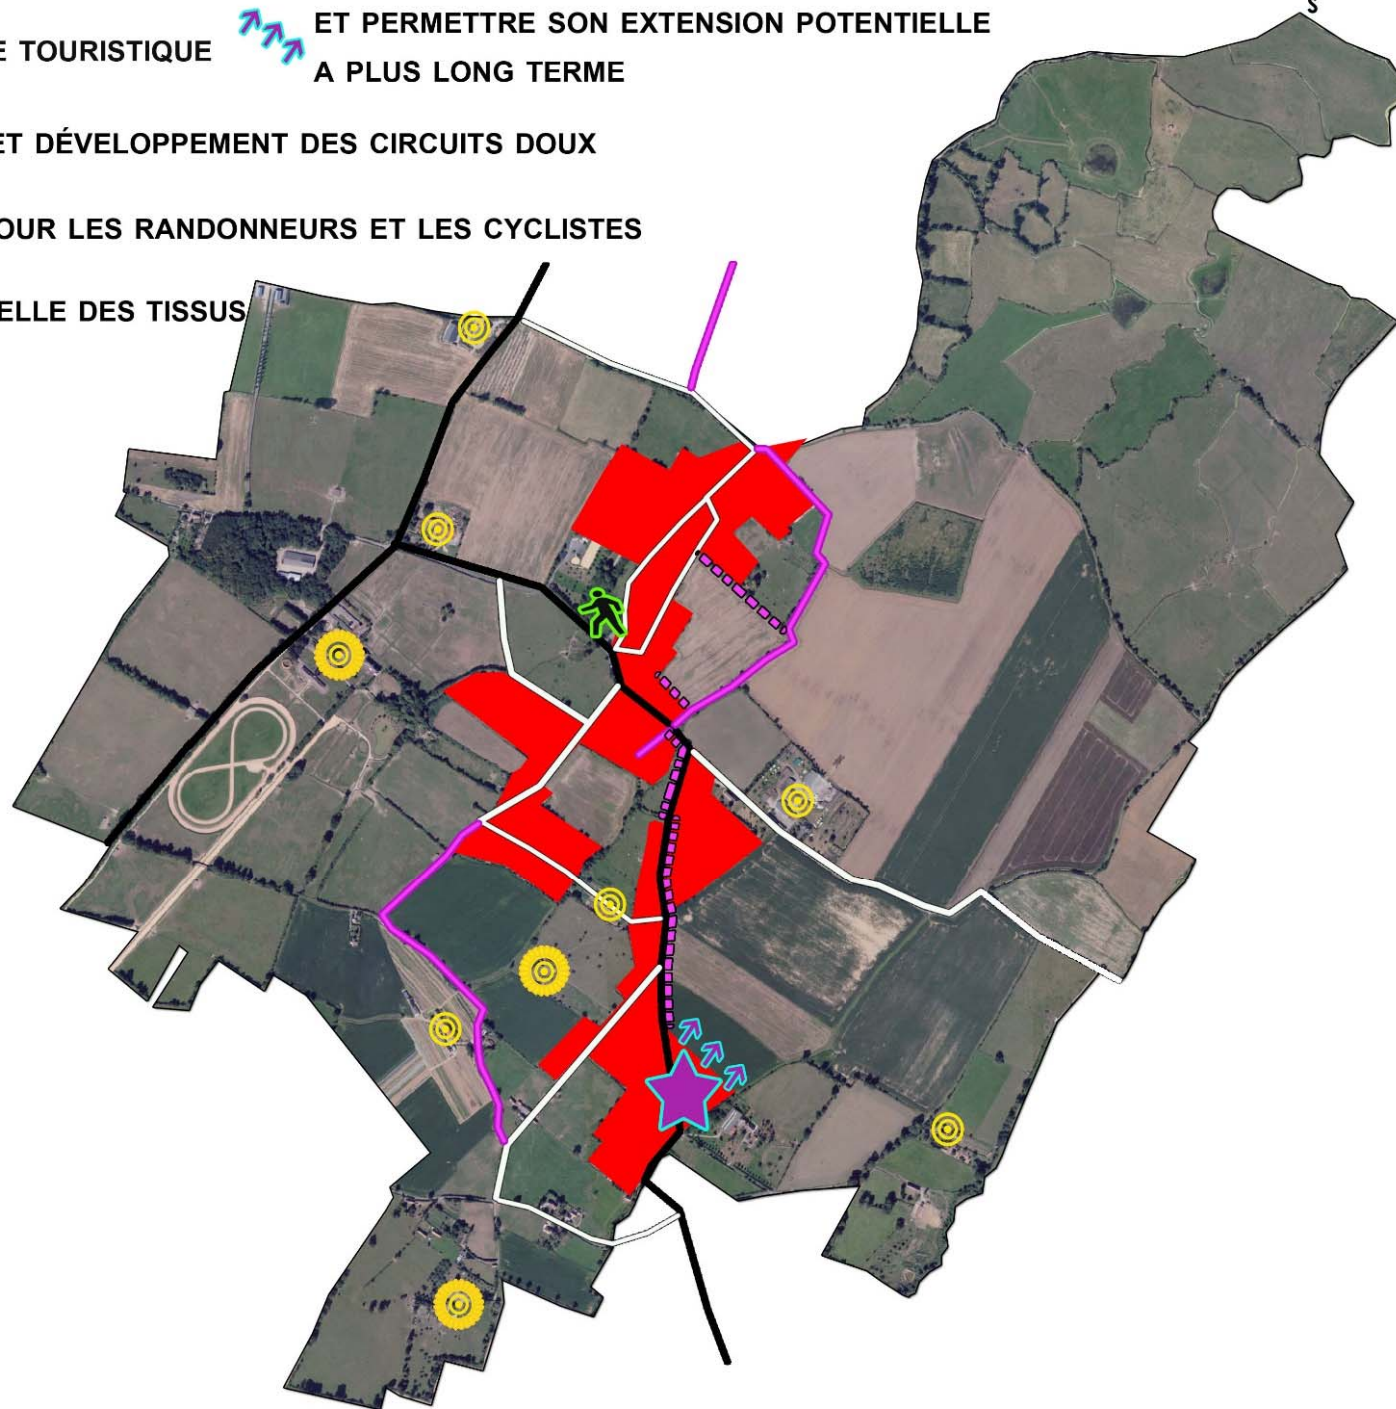 ET PERMETTRE SON EXTENSION POTENTIELLE
E TOURISTIQUE
A PLUS LONG TERME
ET DÉVELOPPEMENT DES CIRCUITS DOUX
OUR LES RANDONNEURS ET LES CYCLISTES
ELLE DES TISSUS
S